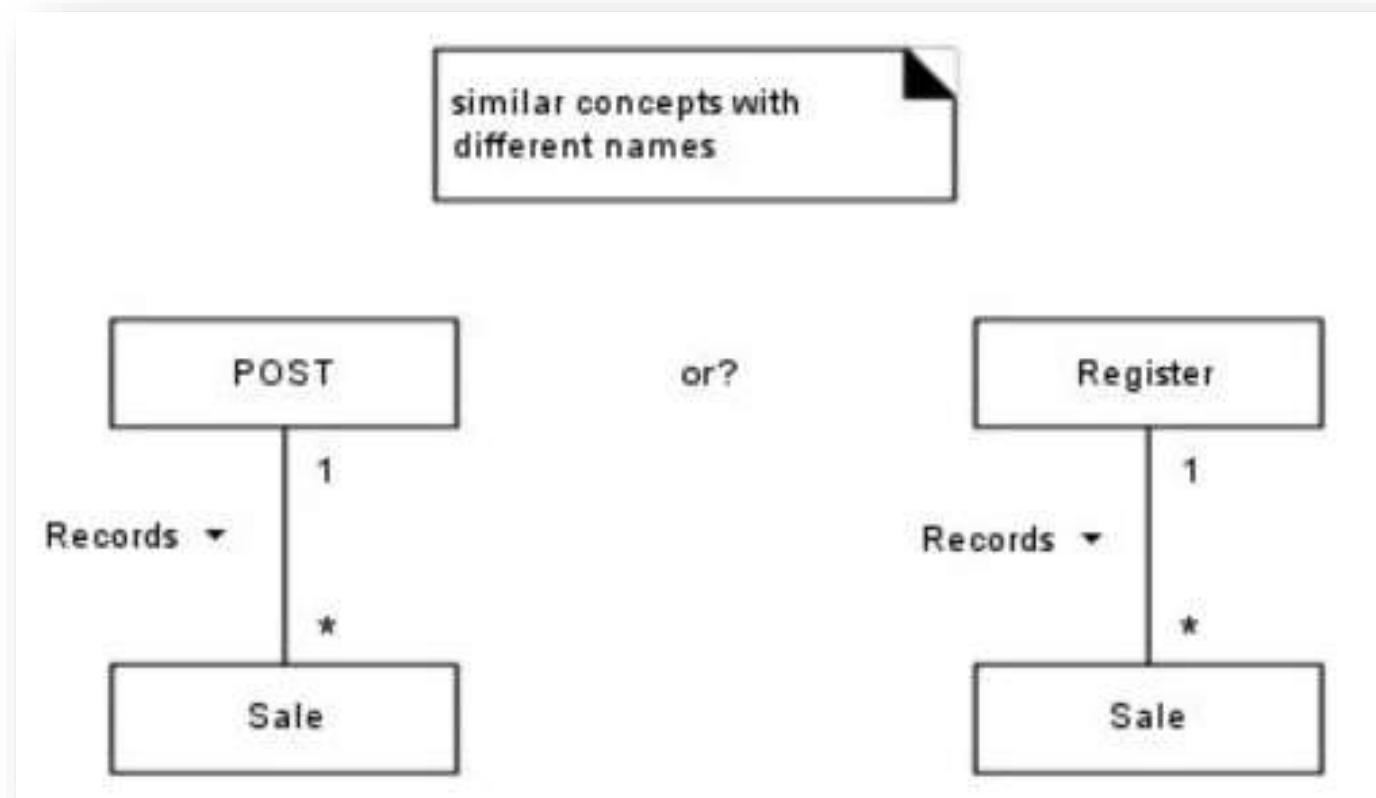 similar concepts with
different names
POST
or?
Register
1
1
Records ▼
Records ▼
*
*
Sale
Sale